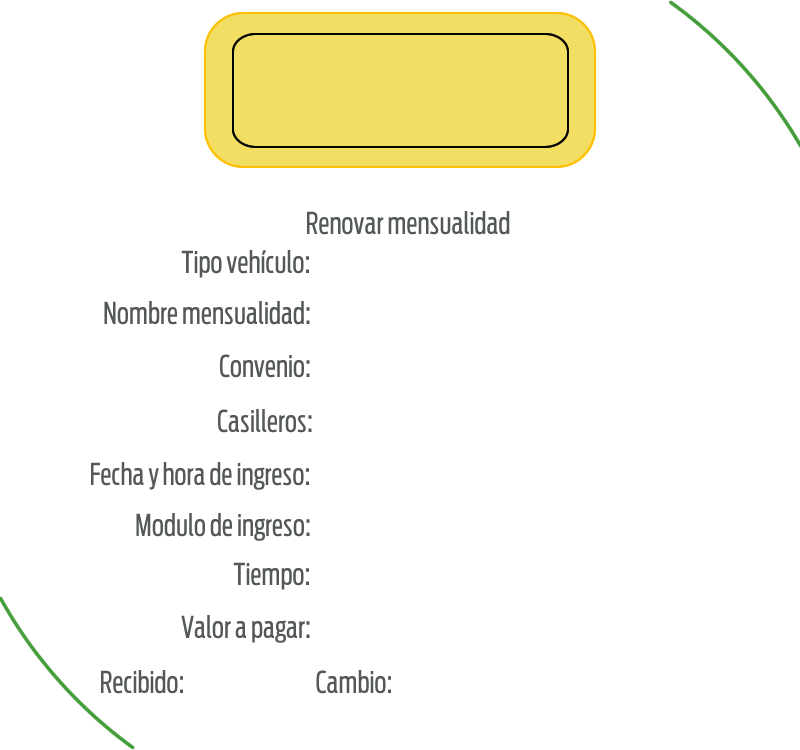 Renovar mensualidad
Tipo vehículo:
Nombre mensualidad:
Convenio:
Casilleros:
Fecha y hora de ingreso:
Modulo de ingreso:
Tiempo:
Valor a pagar:
Recibido: Cambio: